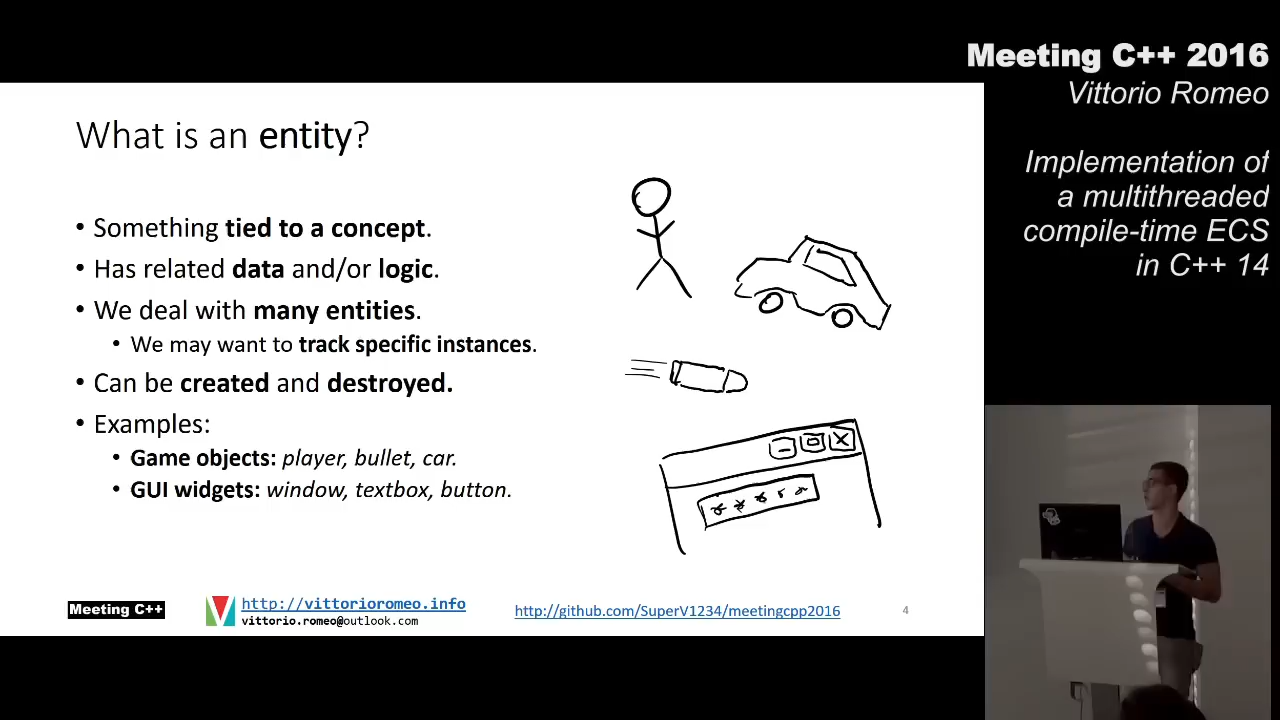 Meeting C++ 2016
Vittorio Romeo
Implementation of
a multithreaded
compile-time ECS
in C++ 14
What is an entity?
• Something tied to a concept.
• Has related data and/or logic.
• We deal with many entities.
• We may want to track specific instances.
• Can be created and destroyed.
• Examples:
• Game objects: player, bullet, car.
• GUI widgets: window, textbox, button.
Meeting C++
http://vittorioromeo.info
vittorio.romeo@outlook.com
http://github.com/SuperV1234/meetingcpp2016
4